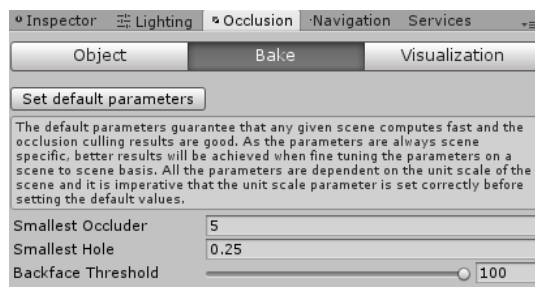 Inspector Lighting Occlusion Navigation Services
Object Bake Visualization
Set default parameters
The default parameters guarantee that any given scene computes fast and the
occlusion culling results are good. As the parameters are always scene
specific, better results will be achieved when fine tuning the parameters on a
scene to scene basis. All the parameters are dependent on the unit scale of the
scene and it is imperative that the unit scale parameter is set correctly before
setting the default values.
Smallest Occluder 5
Smallest Hole 0.25
Backface Threshold 100